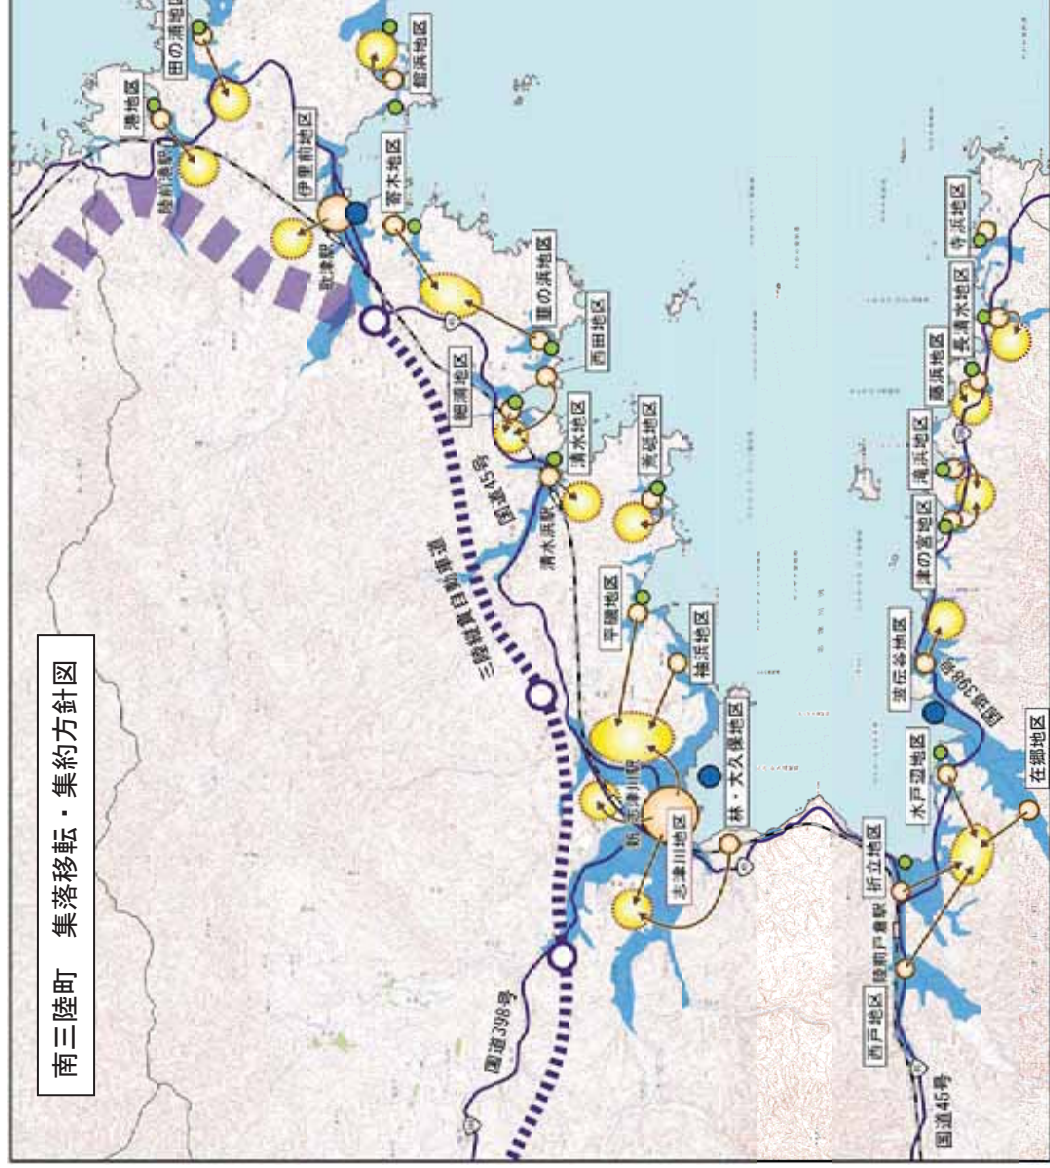 南三陸町　集落移転・集約方針図
田の浦地区
港地区
陸前港駅
館浜地区
伊里前地区
歌津駅
寄木地区
韮の浜地区
西田地区
細浦地区
清水地区
清水浜駅
国道45号
荒砥地区
三陸縦貫自動車道
平磯地区
袖浜地区
志津川駅
志津川地区
林・大久保地区
国道398号
寺浜地区
長清水地区
藤浜地区
滝浜地区
津の宮地区
波伝谷地区
国道398号
水戸辺地区
在郷地区
折立地区
陸前戸倉駅
西戸地区
国道45号